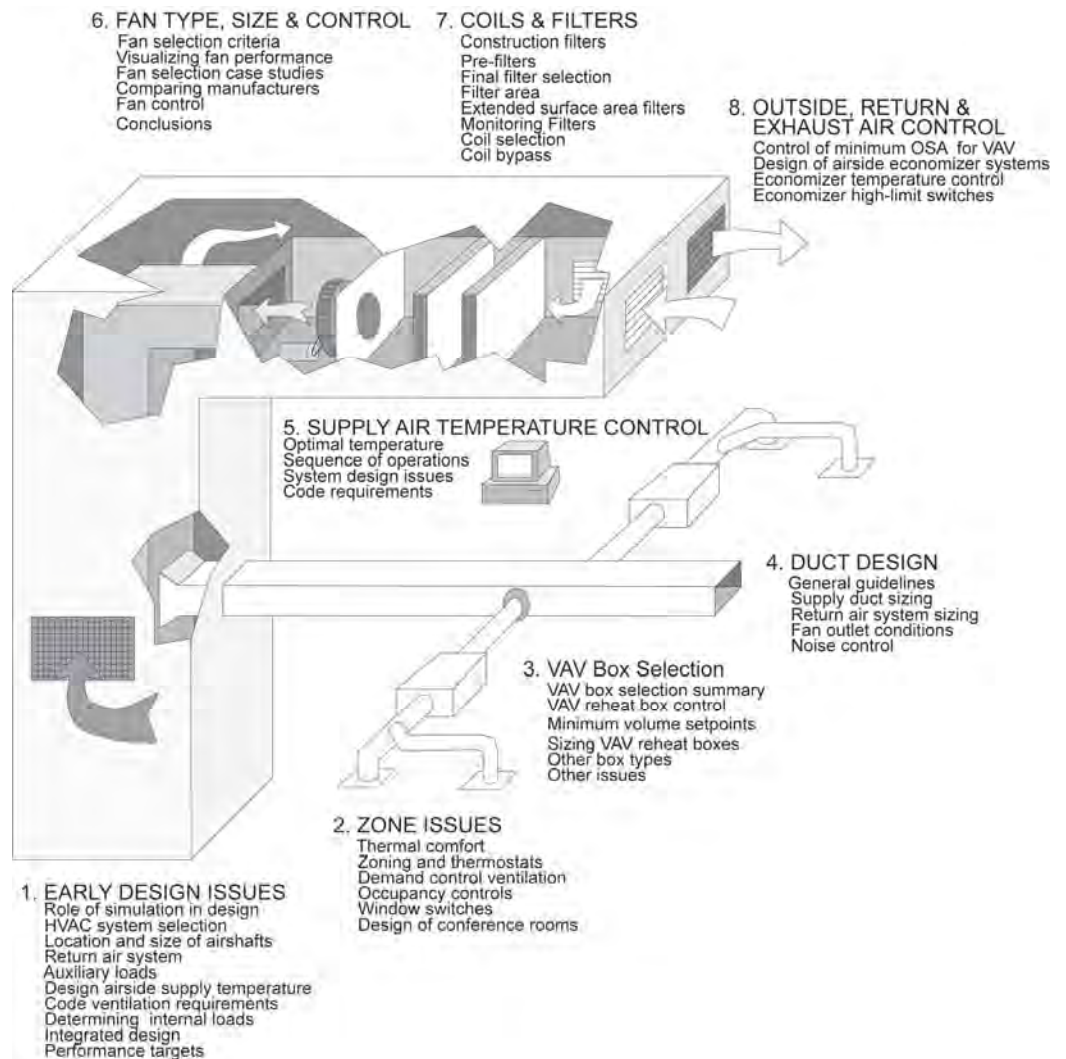 6. FAN TYPE, SIZE & CONTROL
Fan selection criteria
Visualizing fan performance
Fan selection case studies
Comparing manufacturers
Fan control
Conclusions
7. COILS & FILTERS
Construction filters
Pre-filters
Final filter selection
Filter area
Extended surface area filters
Monitoring Filters
Coil selection
Coil bypass
8. OUTSIDE, RETURN &
EXHAUST AIR CONTROL
Control of minimum OSA for VAV
Design of airside economizer systems
Economizer temperature control
Economizer high-limit switches
5. SUPPLY AIR TEMPERATURE CONTROL
Optimal temperature
Sequence of operations
System design issues
Code requirements
4. DUCT DESIGN
General guidelines
Supply duct sizing
Return air system sizing
Fan outlet conditions
Noise control
3. VAV Box Selection
VAV box selection summary
VAV reheat box control
Minimum volume setpoints
Sizing VAV reheat boxes
Other box types
Other issues
2. ZONE ISSUES
Thermal comfort
Zoning and thermostats
Demand control ventilation
Occupancy controls
Window switches
Design of conference rooms
1. EARLY DESIGN ISSUES
Role of simulation in design
HVAC system selection
Location and size of airshafts
Return air system
Auxiliary loads
Design airside supply temperature
Code ventilation requirements
Determining internal loads
Integrated design
Performance targets